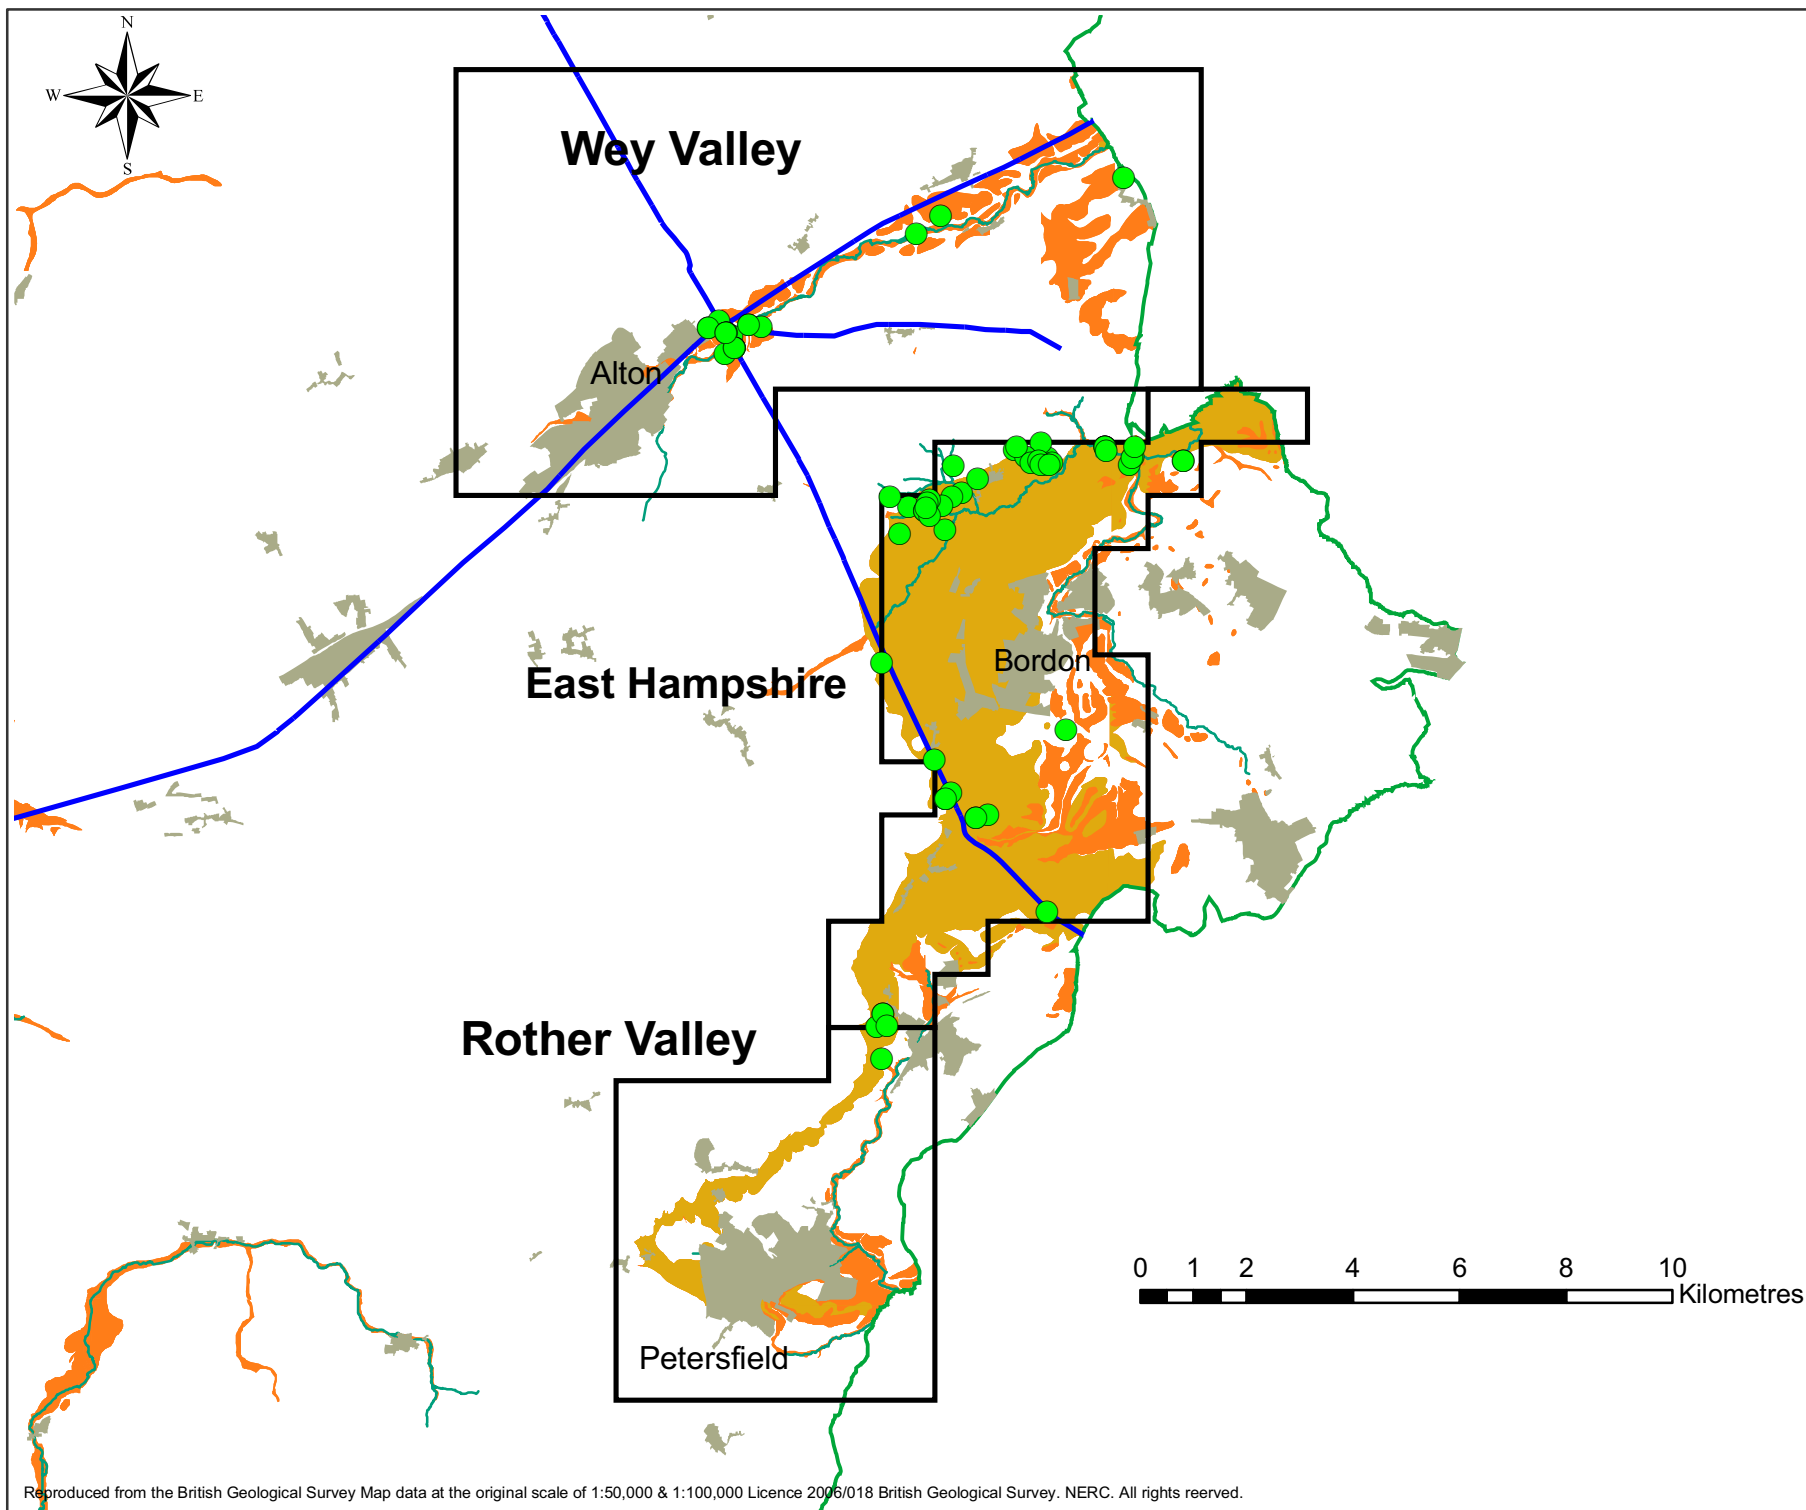 N
W E
S
Wey Valley
Alton
Bordon
East Hampshire
Rother Valley
0 1 2 4 6 8 10
Kilometres
Petersfield
Reproduced from the British Geological Survey Map data at the original scale of 1:50,000 & 1:100,000 Licence 2006/018 British Geological Survey. NERC. All rights reerved.